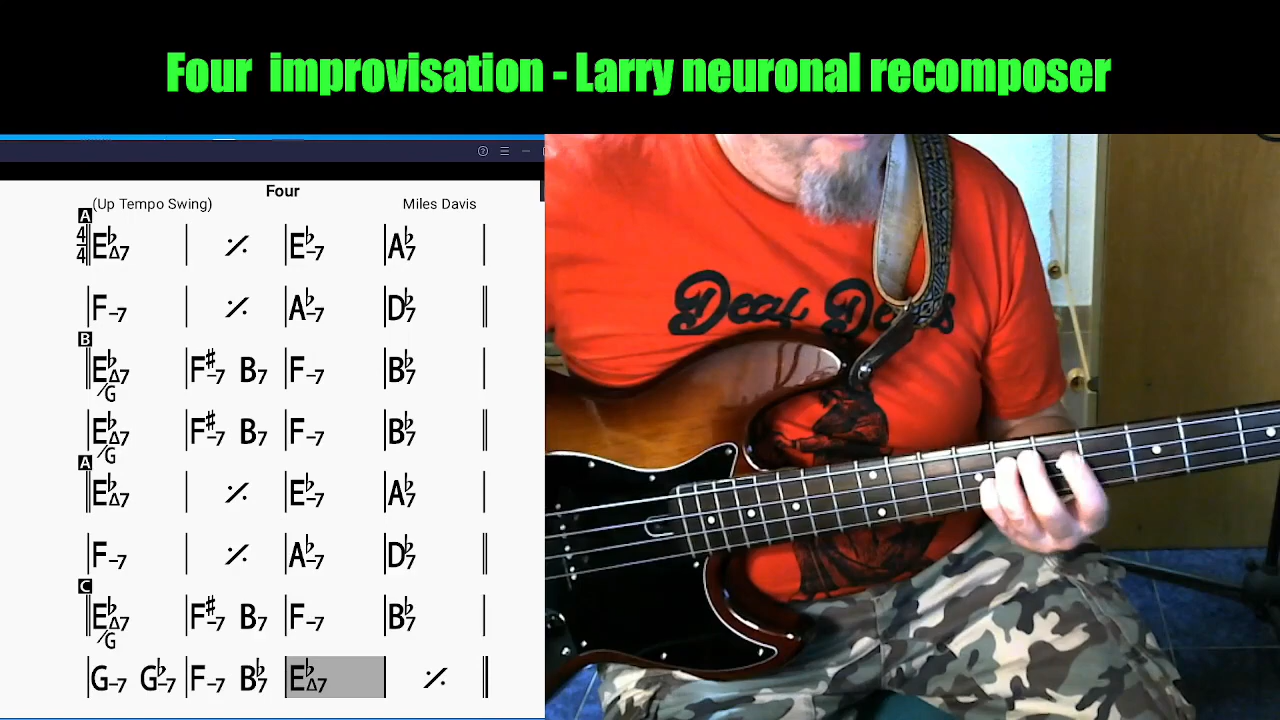 Four improvisation - Larry neuronal recomposer
Four
(Up Tempo Swing) Miles Davis
A
4/4 E♭Δ7 | 𝄎 | E♭-7 | A♭7 |
F-7 | 𝄎 | A♭-7 | D♭7 ||
B
E♭Δ7/G | F♯-7 B7 | F-7 | B♭7 |
E♭Δ7/G | F♯-7 B7 | F-7 | B♭7 ||
A
E♭Δ7 | 𝄎 | E♭-7 | A♭7 |
F-7 | 𝄎 | A♭-7 | D♭7 ||
C
E♭Δ7/G | F♯-7 B7 | F-7 | B♭7 |
G-7 G♭-7 | F-7 B♭7 | E♭Δ7 | 𝄎 ||